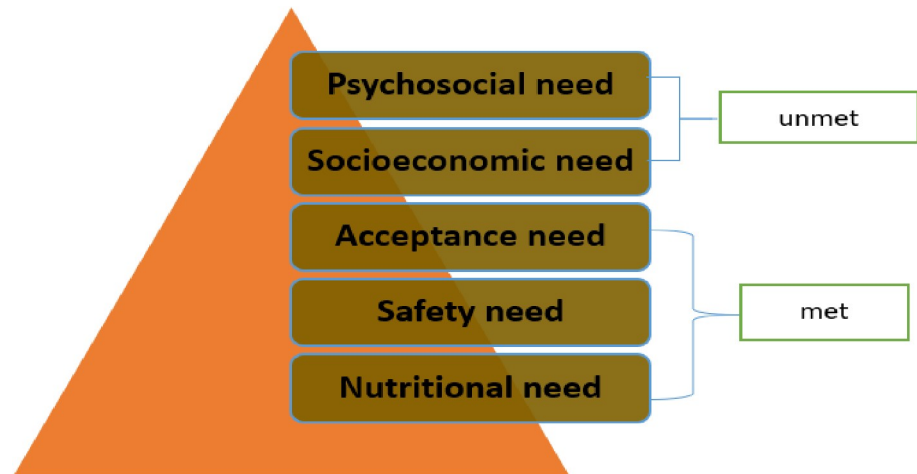 Psychosocial need
unmet
Socioeconomic need
Acceptance need
Safety need
met
Nutritional need